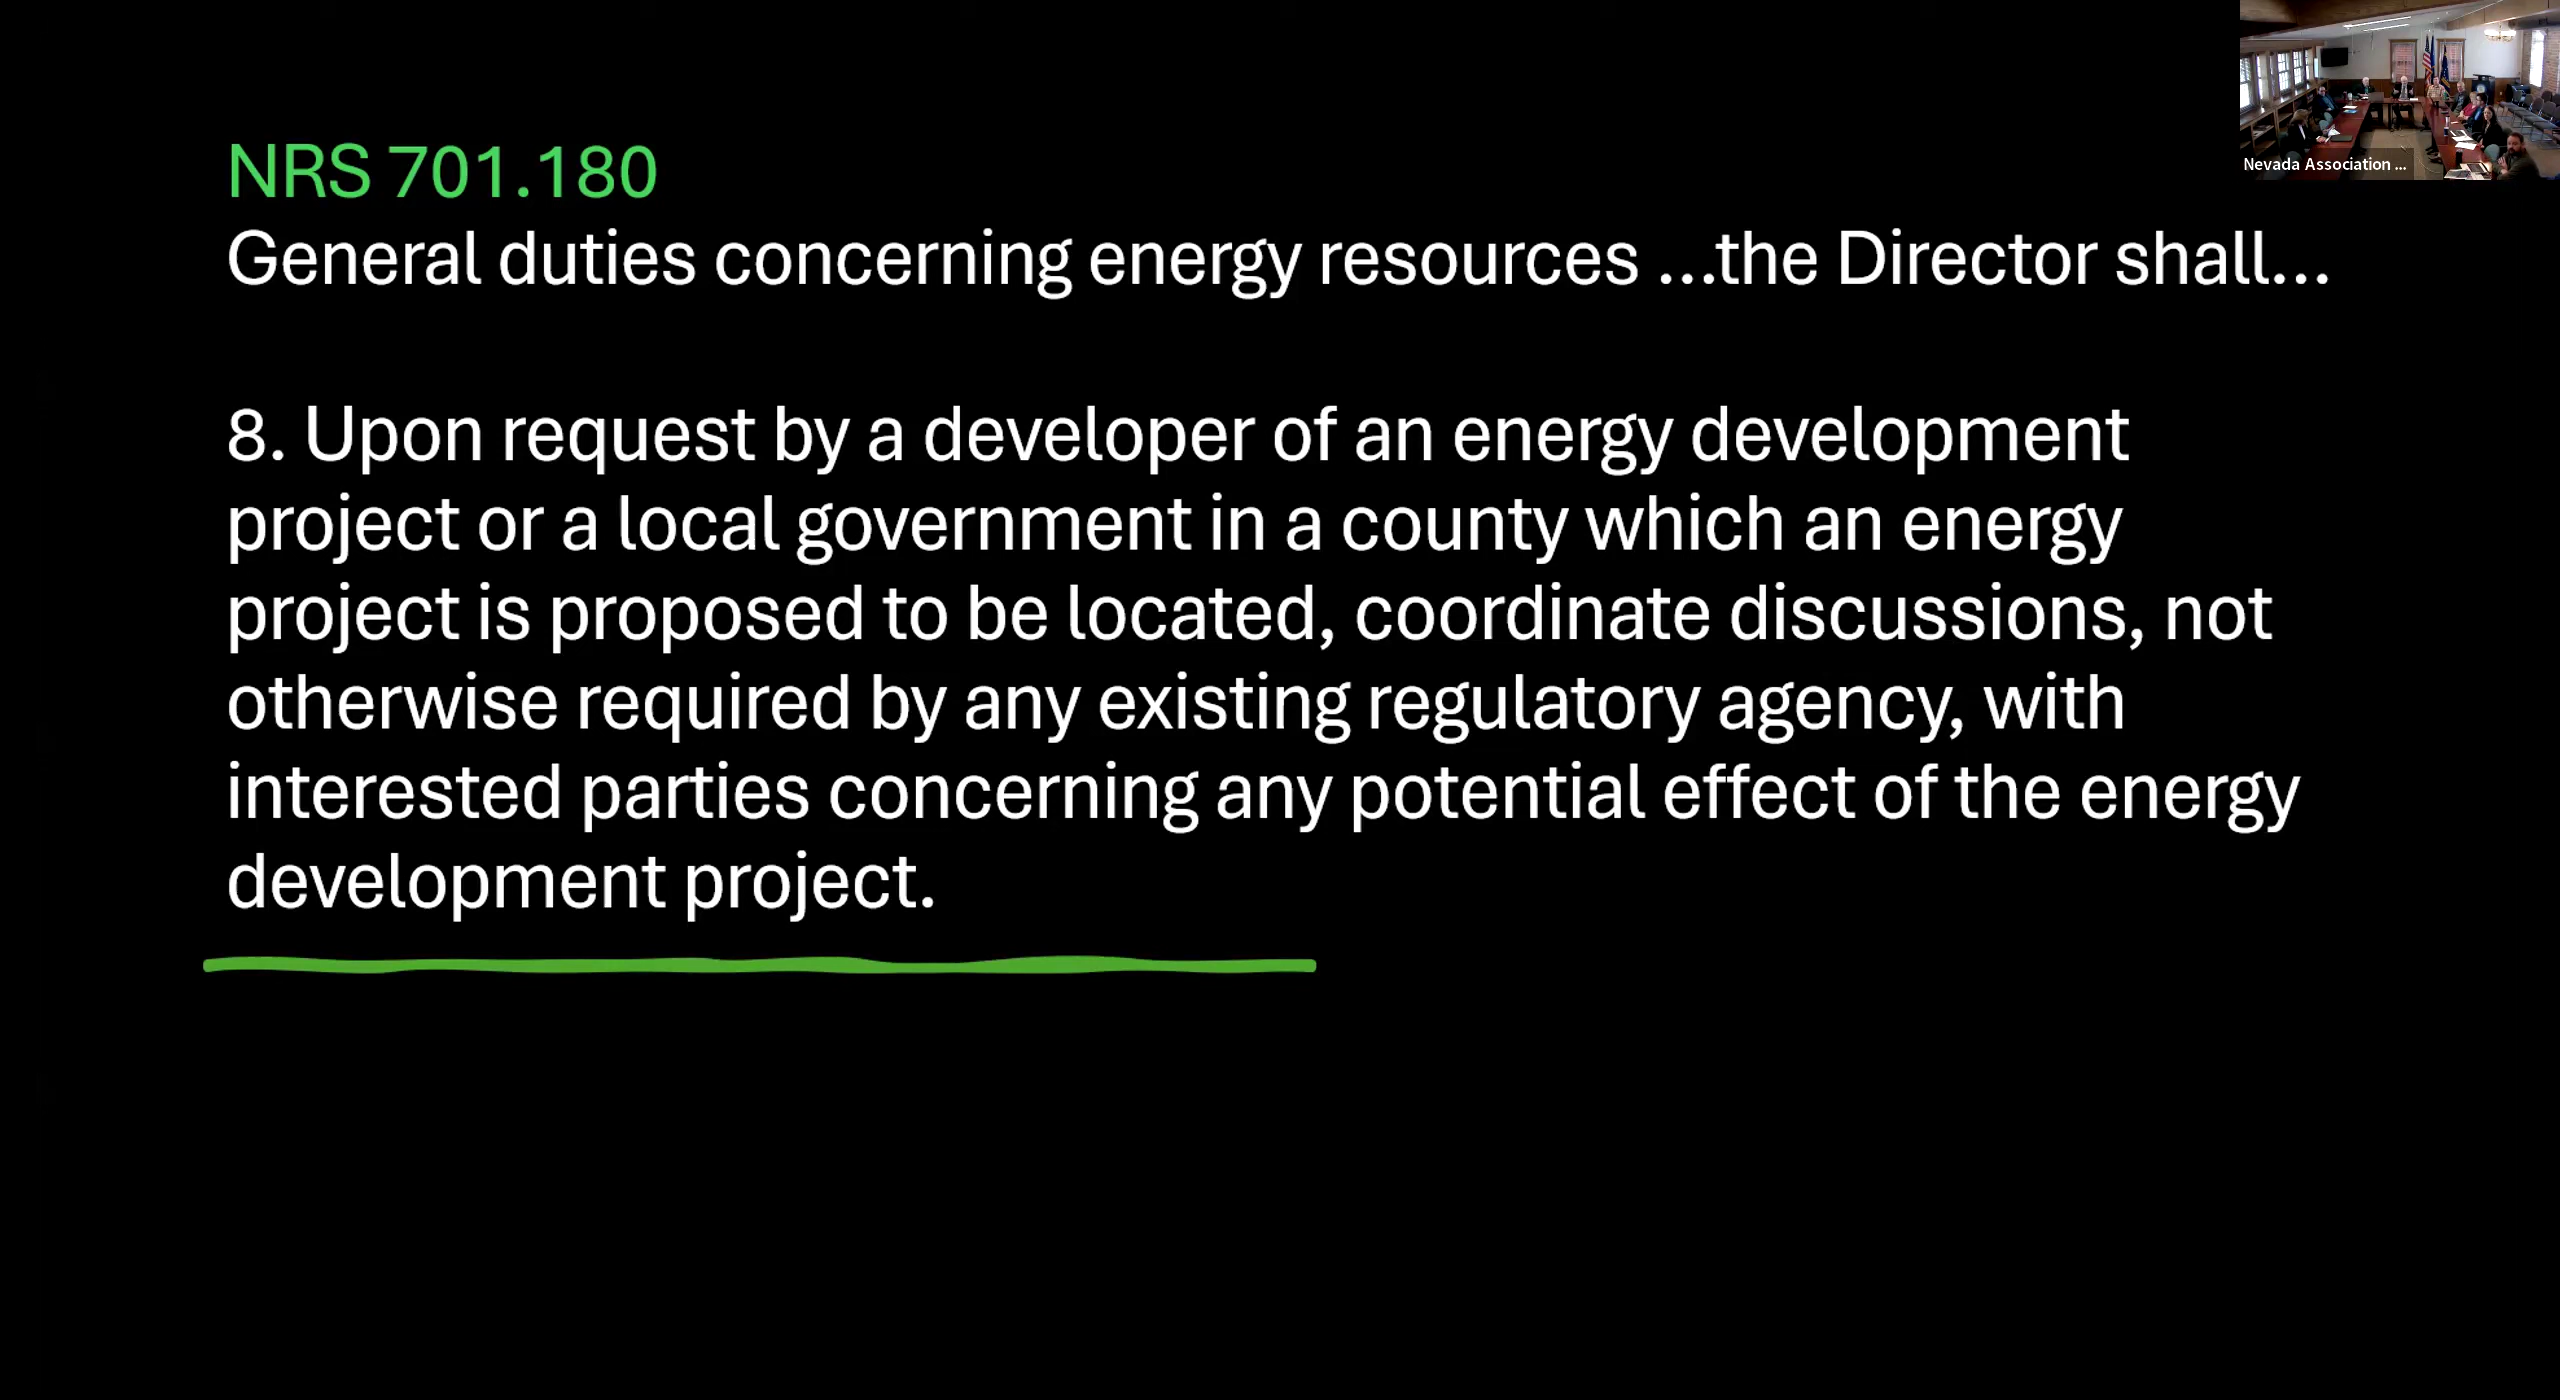 NRS 701.180
General duties concerning energy resources ...the Director shall...
8. Upon request by a developer of an energy development
project or a local government in a county which an energy
project is proposed to be located, coordinate discussions, not
otherwise required by any existing regulatory agency, with
interested parties concerning any potential effect of the energy
development project.
Nevada Association ...